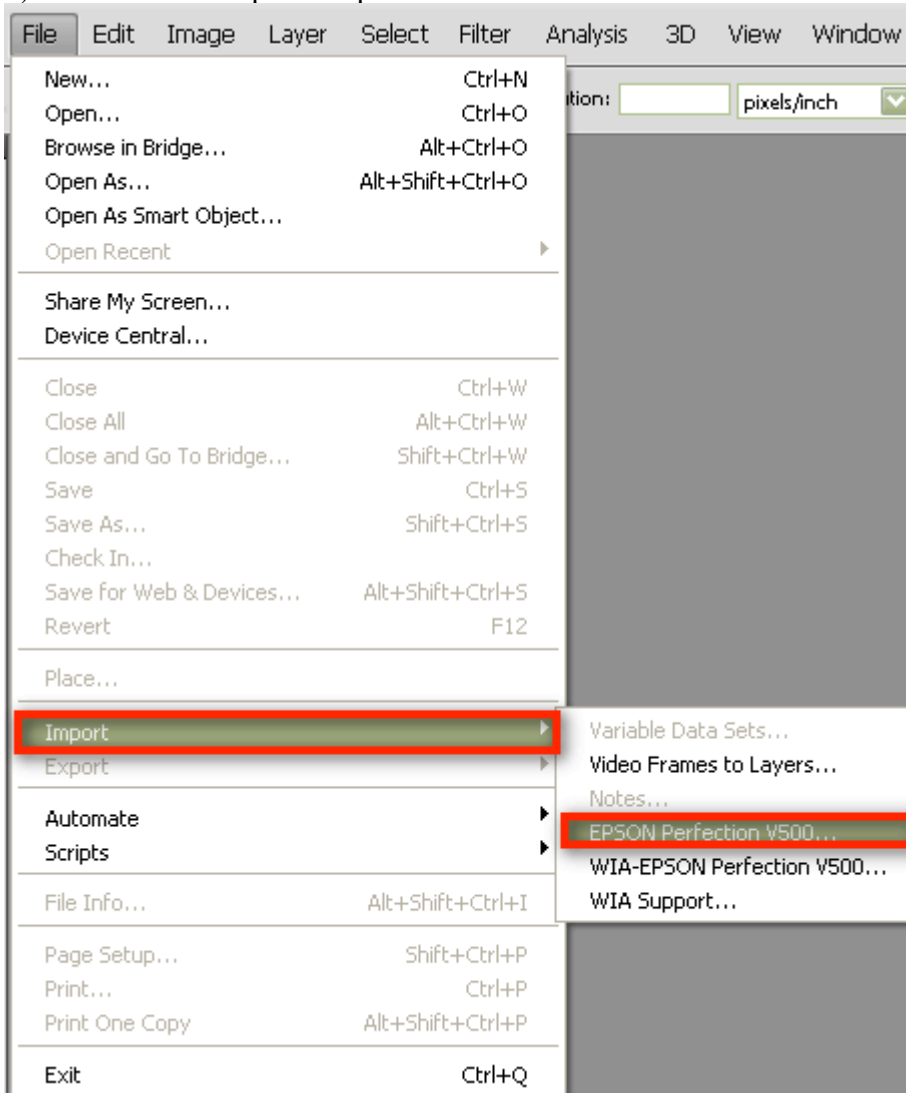 File Edit Image Layer Select Filter Analysis 3D View Window
New... Ctrl+N
pixels/inch
Open... Ctrl+O
Browse in Bridge... Alt+Ctrl+O
Open As... Alt+Shift+Ctrl+O
Open As Smart Object...
Open Recent
Share My Screen...
Device Central...
Close Ctrl+W
Close All Alt+Ctrl+W
Close and Go To Bridge... Shift+Ctrl+W
Save Ctrl+S
Save As... Shift+Ctrl+S
Check In...
Save for Web & Devices... Alt+Shift+Ctrl+S
Revert F12
Place...
Import
Export
Automate
Scripts
File Info... Alt+Shift+Ctrl+I
Page Setup... Shift+Ctrl+P
Print... Ctrl+P
Print One Copy Alt+Shift+Ctrl+P
Exit Ctrl+Q
Variable Data Sets...
Video Frames to Layers...
Notes...
EPSON Perfection V500...
WIA-EPSON Perfection V500...
WIA Support...